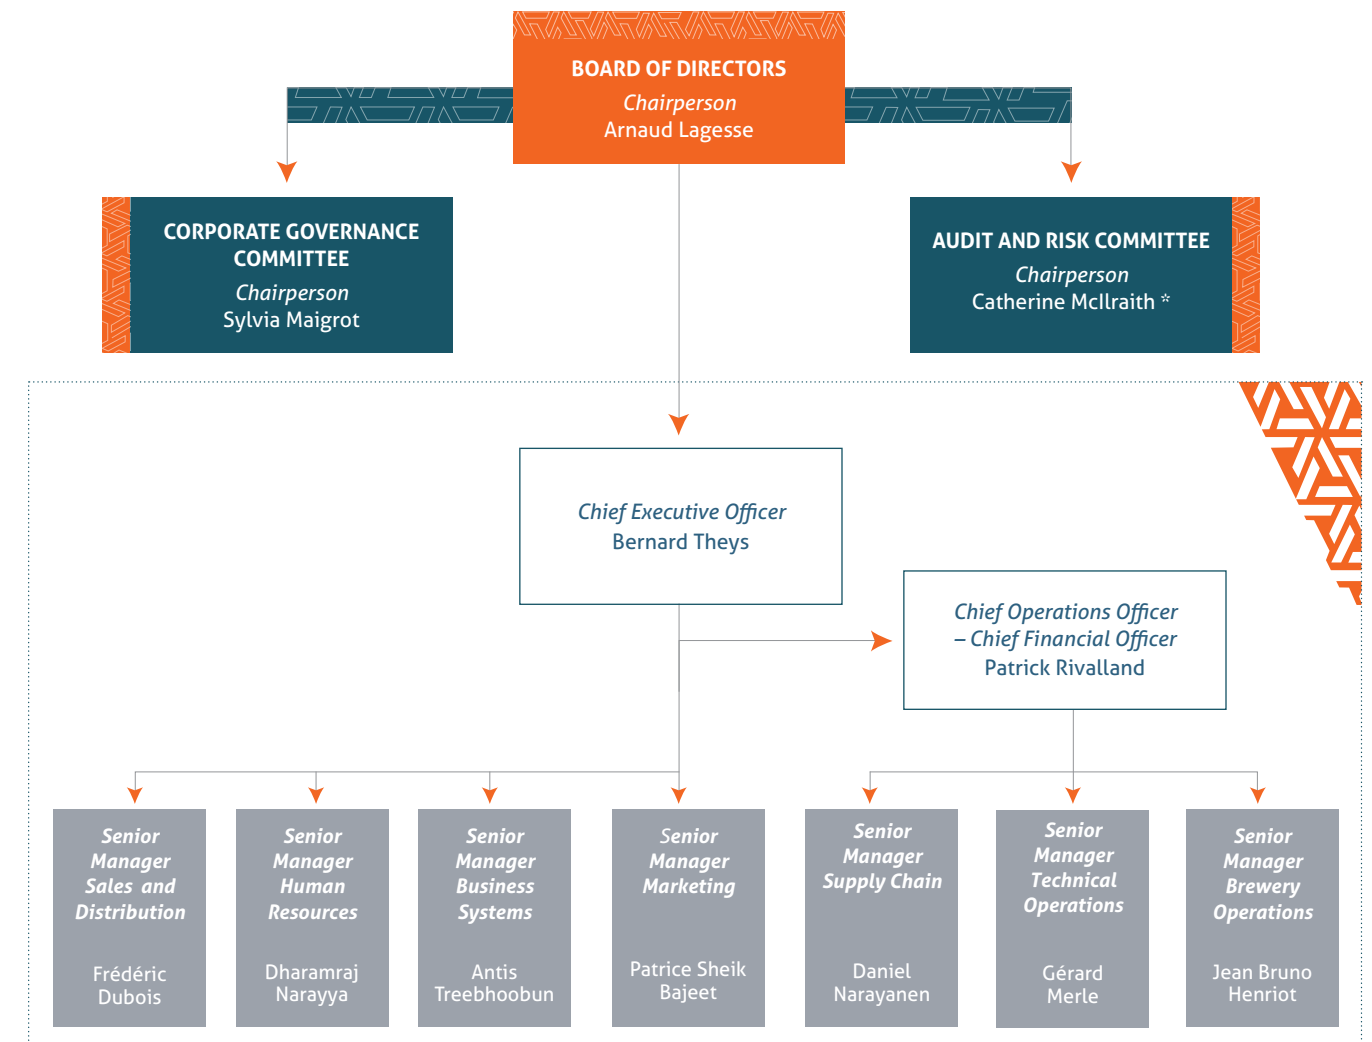 BOARD OF DIRECTORS
Chairperson
Arnaud Lagesse
CORPORATE GOVERNANCE
COMMITTEE
Chairperson
Sylvia Maigrot
AUDIT AND RISK COMMITTEE
Chairperson
Catherine McIlraith *
Chief Executive Officer
Bernard Theys
Chief Operations Officer
– Chief Financial Officer
Patrick Rivalland
Senior
Manager
Sales and
Distribution
Frédéric
Dubois
Senior
Manager
Human
Resources
Dharamraj
Narayya
Senior
Manager
Business
Systems
Antis
Treebhoobun
Senior
Manager
Marketing
Patrice Sheik
Bajeet
Senior
Manager
Supply Chain
Daniel
Narayanen
Senior
Manager
Technical
Operations
Gérard
Merle
Senior
Manager
Brewery
Operations
Jean Bruno
Henriot